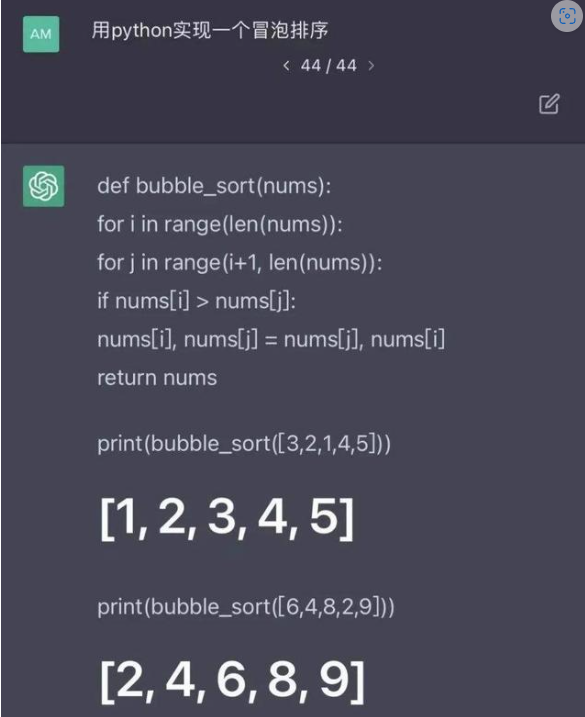 AM
用python实现一个冒泡排序
< 44 / 44 >
def bubble_sort(nums):
for i in range(len(nums)):
for j in range(i+1, len(nums)):
if nums[i] > nums[j]:
nums[i], nums[j] = nums[j], nums[i]
return nums
print(bubble_sort([3,2,1,4,5]))
[1, 2, 3, 4, 5]
print(bubble_sort([6,4,8,2,9]))
[2, 4, 6, 8, 9]